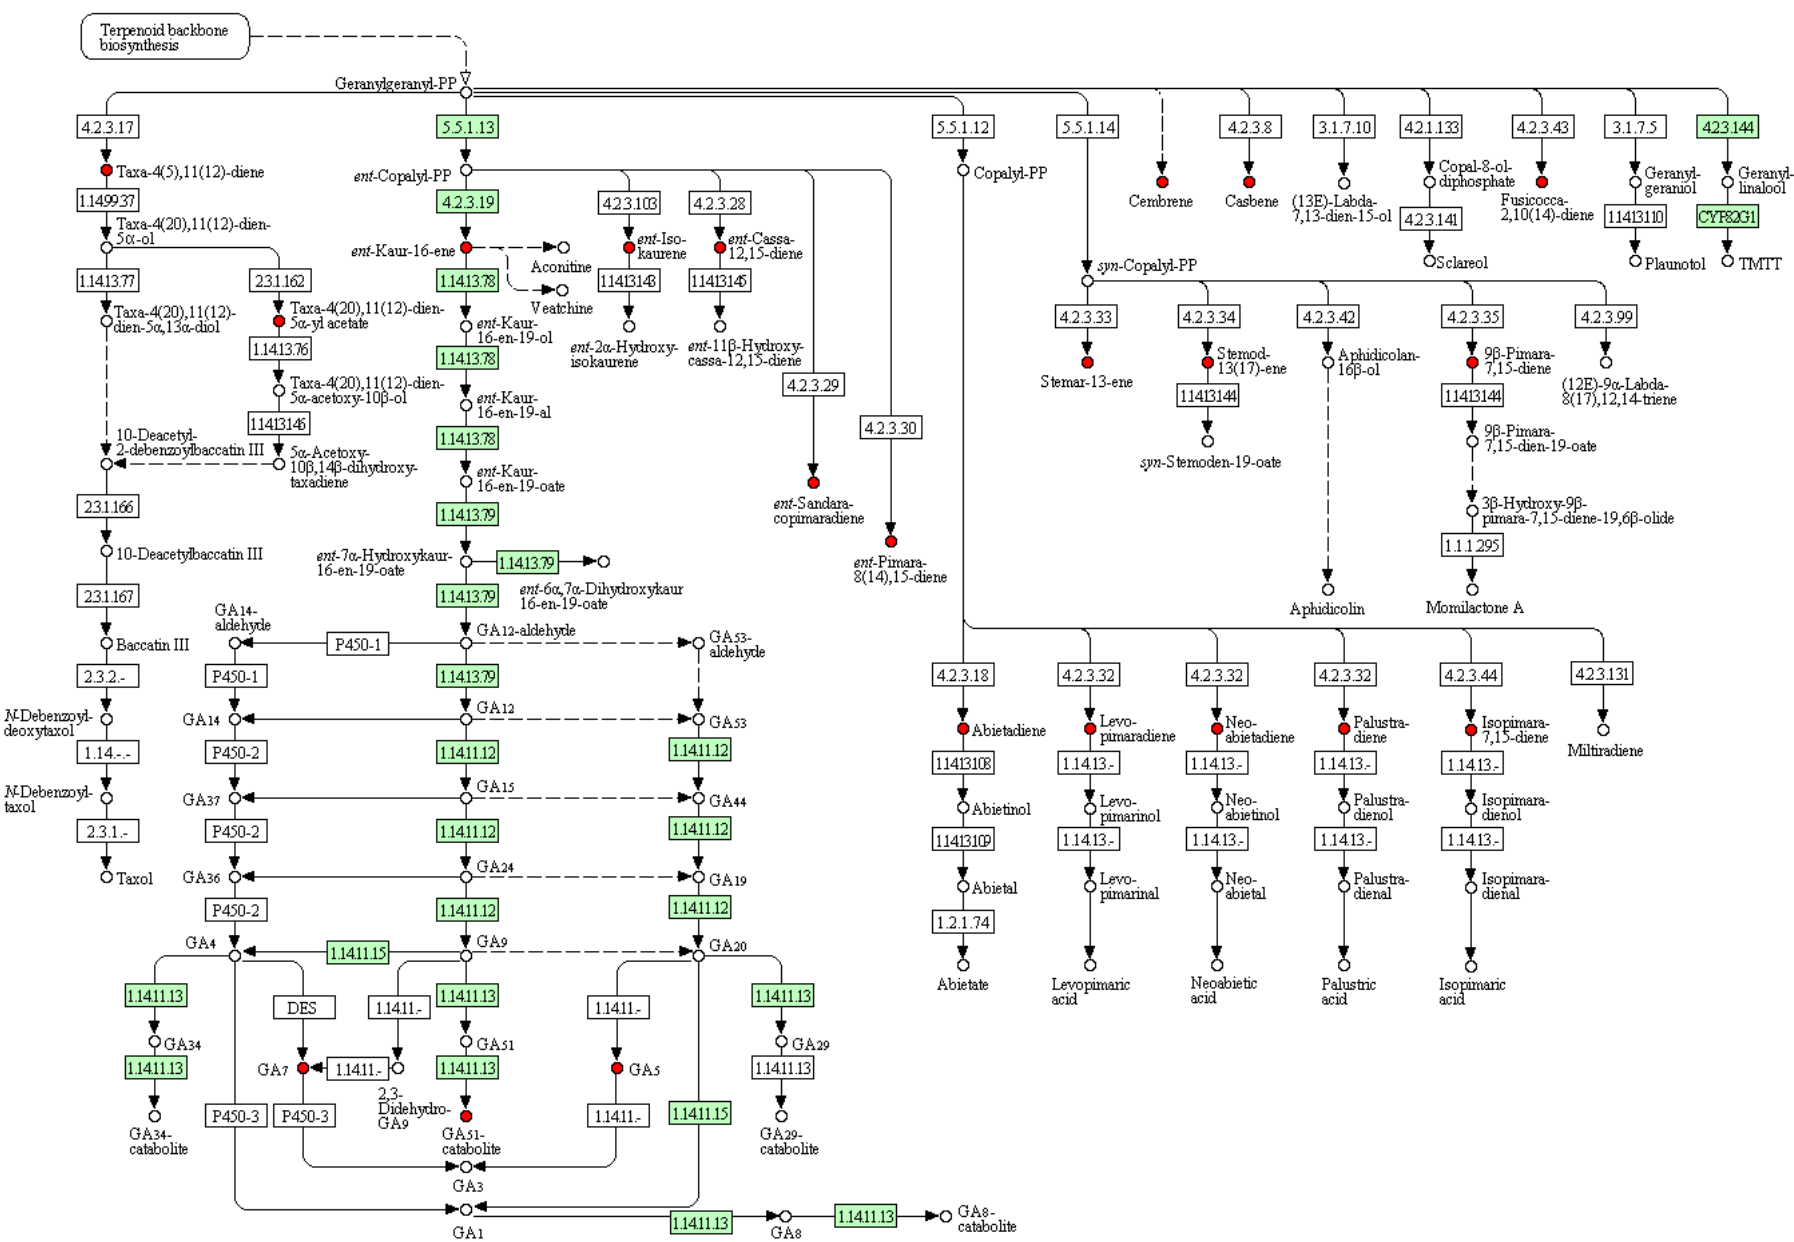 Terpenoid backbone
biosynthesis
Geranylgeranyl-PP
4.2.3.17
5.5.1.13
5.5.1.12
5.5.1.14
4.2.3.8
3.1.7.10
4.2.1.133
4.2.3.43
3.1.7.5
4.2.3.144
Taxa-4(5),11(12)-diene
1.14.99.37
Taxa-4(20),11(12)-dien-
5α-ol
1.14.13.77
2.3.1.162
Taxa-4(20),11(12)-
dien-5α,13α-diol
Taxa-4(20),11(12)-dien-
5α-yl acetate
1.14.13.76
Taxa-4(20),11(12)-dien-
5α-acetoxy-10β-ol
1.14.13.146
10-Deacetyl-
2-debenzoylbaccatin III
5α-Acetoxy-
10β,14β-dihydroxy-
taxadiene
2.3.1.166
10-Deacetylbaccatin III
2.3.1.167
Baccatin III
2.3.2.-
N-Debenzoyl-
deoxytaxol
1.14.-.-
N-Debenzoyl-
taxol
2.3.1.-
Taxol
ent-Copalyl-PP
4.2.3.19
4.2.3.103
4.2.3.28
ent-Kaur-16-ene
Aconitine
Veatchine
ent-Iso-
kaurene
ent-Cassa-
12,15-diene
1.14.13.78
1.14.13.143
1.14.13.145
ent-Kaur-
16-en-19-ol
ent-2α-Hydroxy-
isokaurene
ent-11β-Hydroxy-
cassa-12,15-diene
1.14.13.78
4.2.3.29
ent-Kaur-
16-en-19-al
4.2.3.30
1.14.13.78
ent-Kaur-
16-en-19-oate
ent-Sandara-
copimaradiene
1.14.13.79
ent-Pimara-
8(14),15-diene
ent-7α-Hydroxykaur-
16-en-19-oate
1.14.13.79
ent-6α,7α-Dihydroxykaur
16-en-19-oate
1.14.13.79
GA14-
aldehyde
P450-1
GA12-aldehyde
GA53-
aldehyde
P450-1
1.14.13.79
GA14
GA12
GA53
P450-2
1.14.11.12
1.14.11.12
GA37
GA15
GA44
P450-2
1.14.11.12
1.14.11.12
GA36
GA24
GA19
P450-2
1.14.11.12
1.14.11.12
GA4
1.14.11.15
GA9
GA20
1.14.11.13
DES
1.14.11.-
1.14.11.13
1.14.11.-
1.14.11.13
GA34
GA51
GA29
1.14.11.13
GA7
1.14.11.-
1.14.11.13
GA5
1.14.11.13
2,3-
Didehydro-
GA9
P450-3
P450-3
1.14.11.-
1.14.11.15
GA34-
catabolite
GA51-
catabolite
GA29-
catabolite
GA3
GA1
1.14.11.13
GA8
1.14.11.13
GA8-
catabolite
Copalyl-PP
Cembrene
Casbene
(13E)-Labda-
7,13-dien-15-ol
Copal-8-ol-
diphosphate
4.2.3.141
Sclareol
Fusicocca-
2,10(14)-diene
Geranyl-
geraniol
1.14.13.110
Plaunotol
Geranyl-
linalool
CYP82G1
TMTT
syn-Copalyl-PP
4.2.3.33
4.2.3.34
4.2.3.42
4.2.3.35
4.2.3.99
Stemar-13-ene
Stemod-
13(17)-ene
Aphidicolan-
16β-ol
9β-Pimara-
7,15-diene
(12E)-9α-Labda-
8(17),12,14-triene
1.14.13.144
1.14.13.144
syn-Stemoden-19-oate
9β-Pimara-
7,15-dien-19-oate
3β-Hydroxy-9β-
pimara-7,15-diene-19,6β-olide
1.1.1.295
Aphidicolin
Momilactone A
4.2.3.18
4.2.3.32
4.2.3.32
4.2.3.32
4.2.3.44
4.2.3.131
Abietadiene
Levo-
pimaradiene
Neo-
abietadiene
Palustra-
diene
Isopimara-
7,15-diene
Miltiradiene
1.14.13.108
1.14.13.-
1.14.13.-
1.14.13.-
1.14.13.-
Abietinol
Levo-
pimarinol
Neo-
abietinol
Palustra-
dienol
Isopimara-
dienol
1.14.13.109
1.14.13.-
1.14.13.-
1.14.13.-
1.14.13.-
Abietal
Levo-
pimarinal
Neo-
abietal
Palustra-
dienal
Isopimara-
dienal
1.2.1.74
Abietate
Levopimaric
acid
Neoabietic
acid
Palustric
acid
Isopimaric
acid